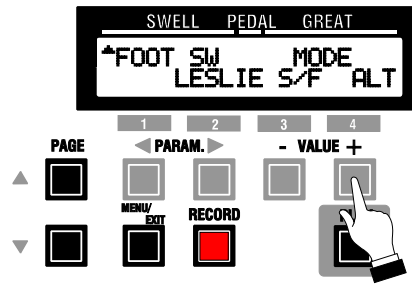 SWELL PEDAL GREAT
FOOT SW MODE
LESLIE S/F ALT
1 2 3 4
PAGE PARAM. - VALUE +
MENU/
EXIT RECORD